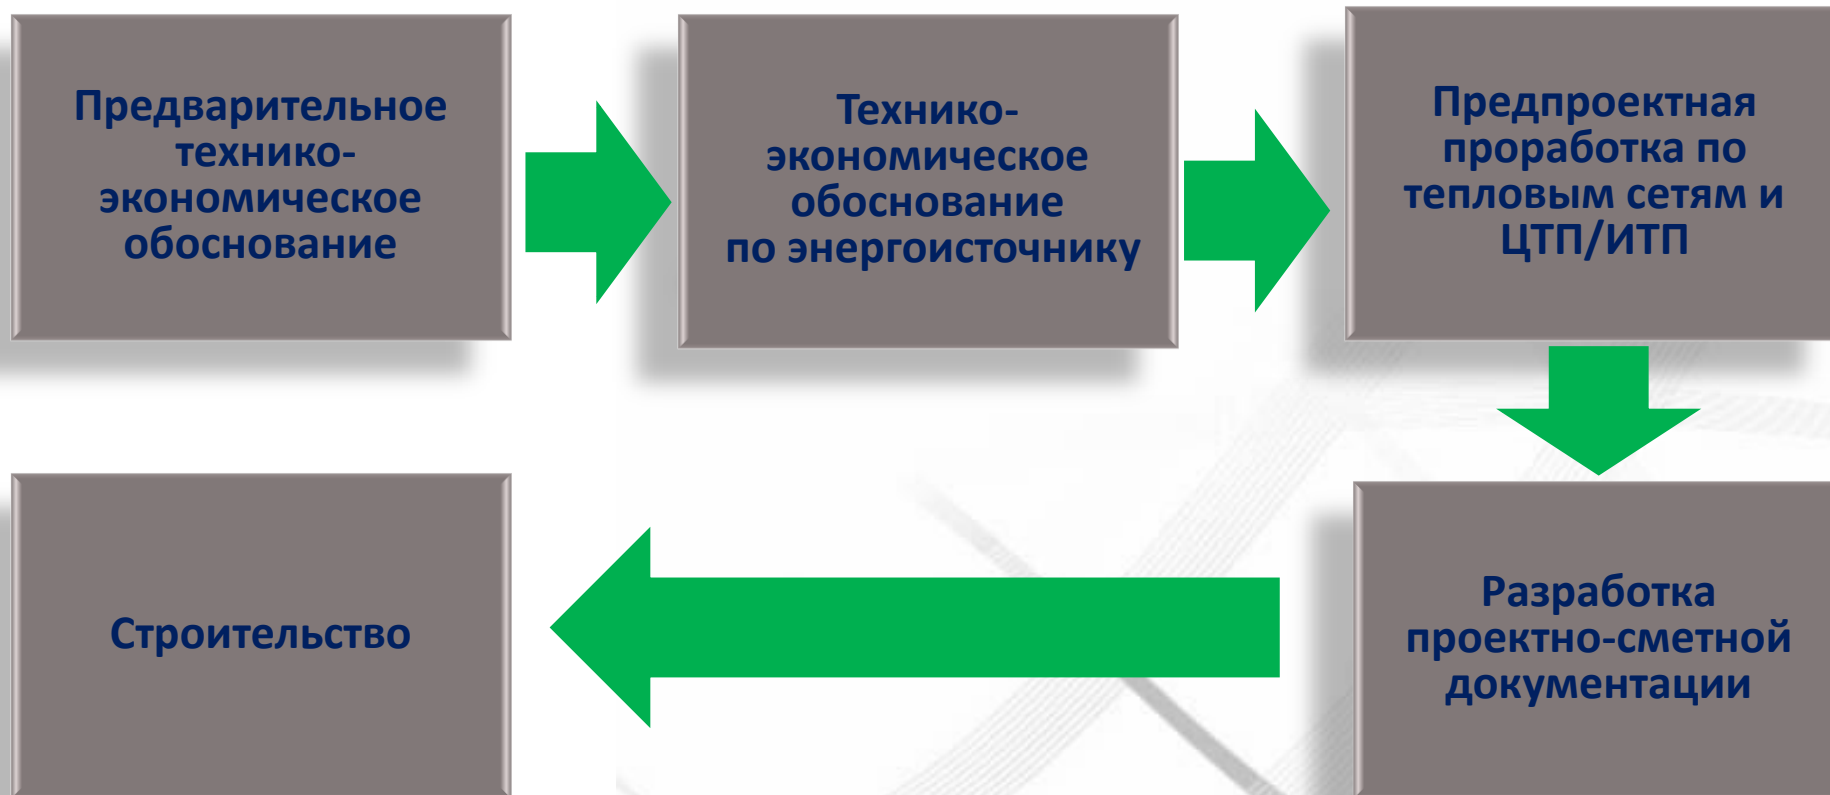 Предварительное
технико-
экономическое
обоснование
Технико-
экономическое
обоснование
по энергоисточнику
Предпроектная
проработка по
тепловым сетям и
ЦТП/ИТП
Строительство
Разработка
проектно-сметной
документации